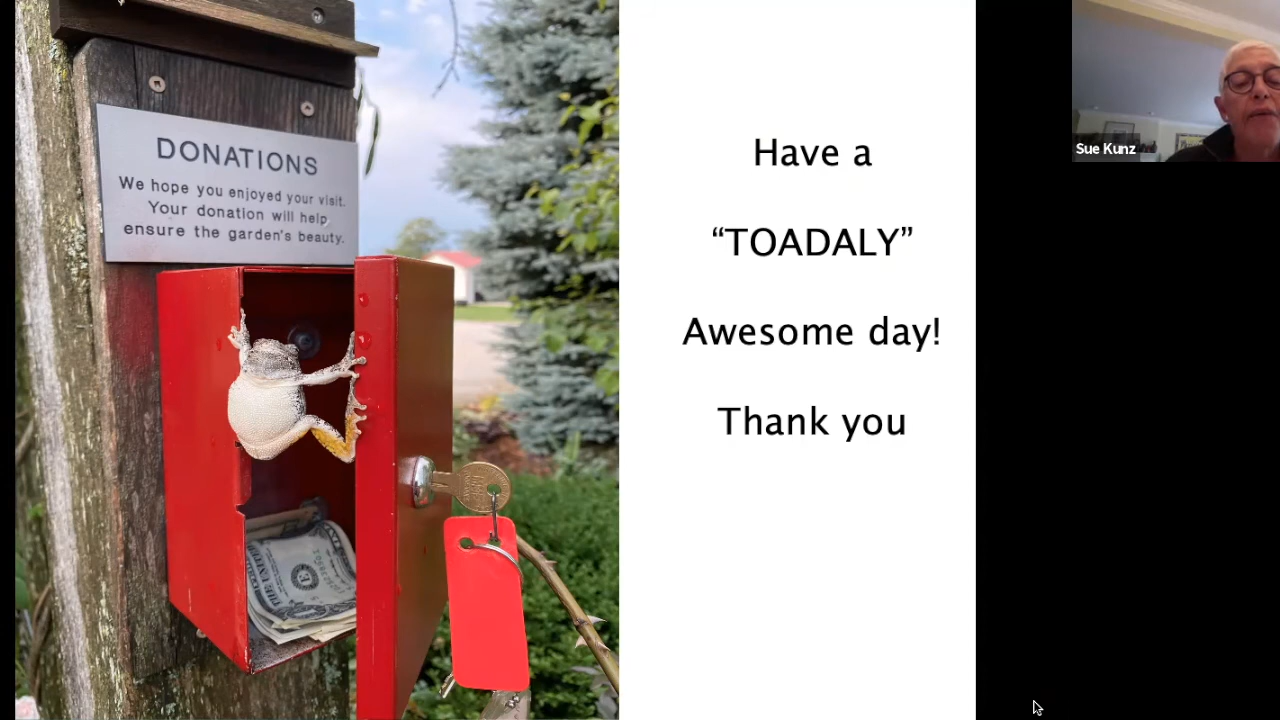 DONATIONS
We hope you enjoyed your visit.
Your donation will help
ensure the garden's beauty.
Have a
“TOADALY”
Awesome day!
Thank you
Sue Kunz